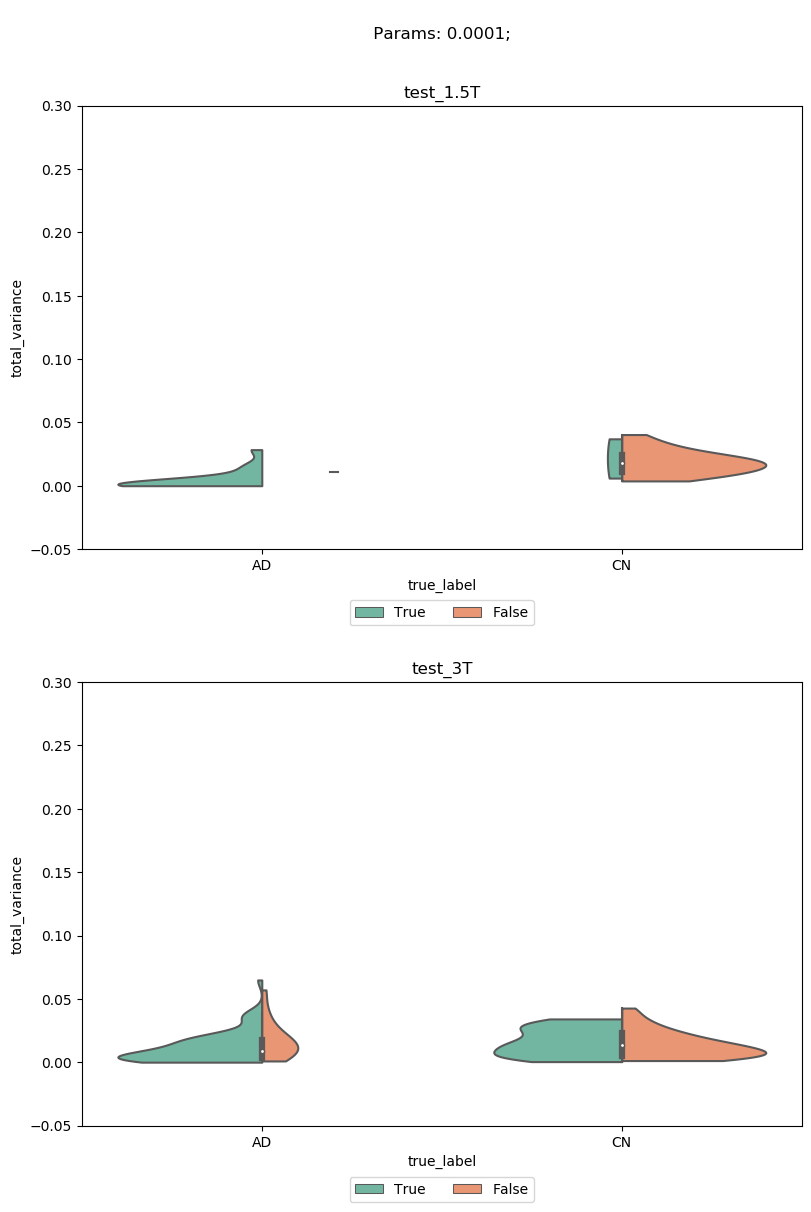 Params: 0.0001;
test_1.5T
0.30
0.25
0.20
0.15
0.10
0.05
0.00
−0.05
total_variance
AD CN
true_label
True False
test_3T
0.30
0.25
0.20
0.15
0.10
0.05
0.00
−0.05
total_variance
AD CN
true_label
True False